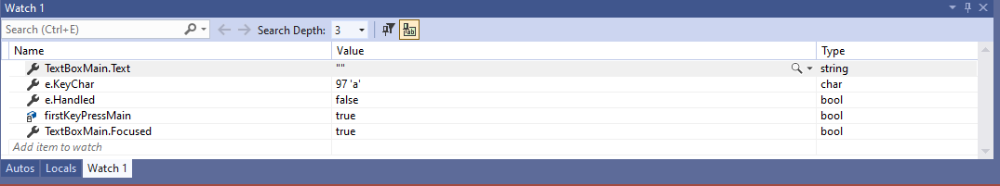 Watch 1
Search (Ctrl+E) Search Depth: 3
Name Value Type
TextBoxMain.Text "" string
e.KeyChar 97 'a' char
e.Handled false bool
firstKeyPressMain true bool
TextBoxMain.Focused true bool
Add item to watch
Autos Locals Watch 1